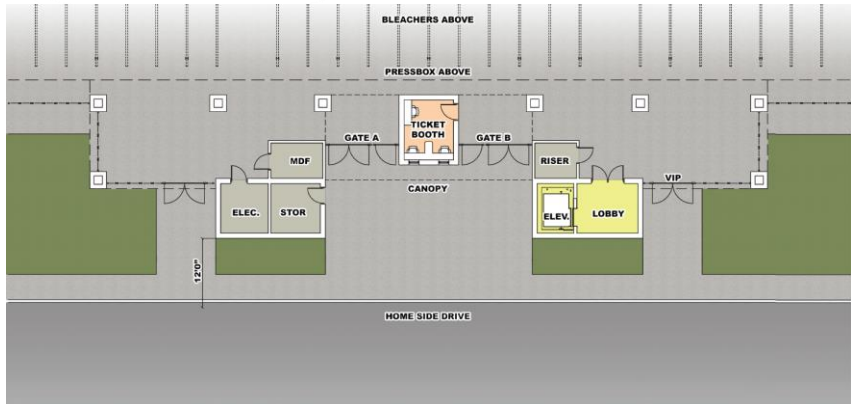 BLEACHERS ABOVE
PRESSBOX ABOVE
TICKET
BOOTH
GATE A
GATE B
MDF
RISER
CANOPY
VIP
ELEC.
STOR
ELEV.
LOBBY
12'0"
HOME SIDE DRIVE